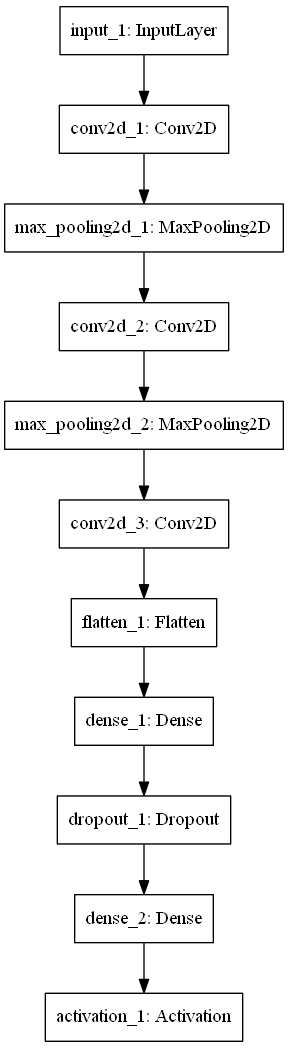 input_1: InputLayer
conv2d_1: Conv2D
max_pooling2d_1: MaxPooling2D
conv2d_2: Conv2D
max_pooling2d_2: MaxPooling2D
conv2d_3: Conv2D
flatten_1: Flatten
dense_1: Dense
dropout_1: Dropout
dense_2: Dense
activation_1: Activation